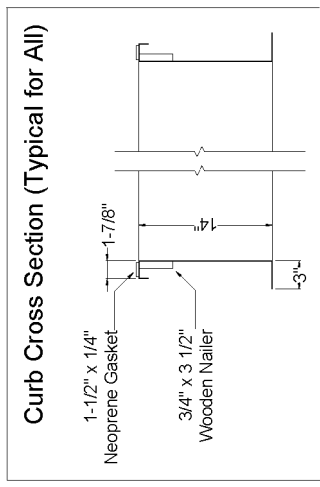 Curb Cross Section (Typical for All)
1-1/2" x 1/4"
Neoprene Gasket
1-7/8"
14"
3/4" x 3 1/2"
Wooden Nailer
3"